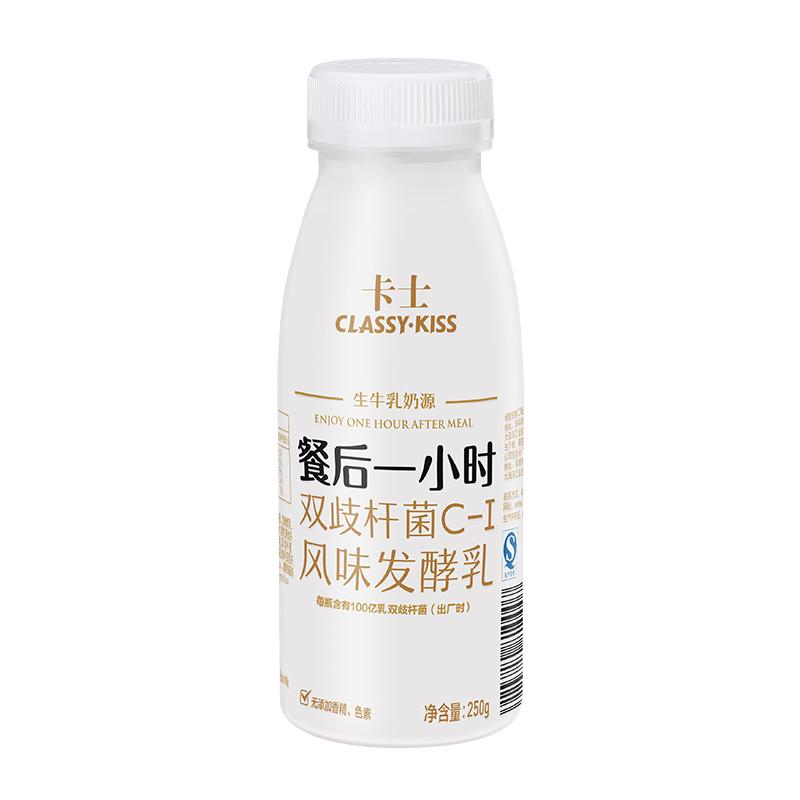 卡士
CLASSY·KISS
生牛乳奶源
ENJOY ONE HOUR AFTER MEAL
餐后一小时
双歧杆菌C-I
风味发酵乳
每瓶含有100亿乳双歧杆菌（出厂时）
无添加香精、色素
净含量:250g